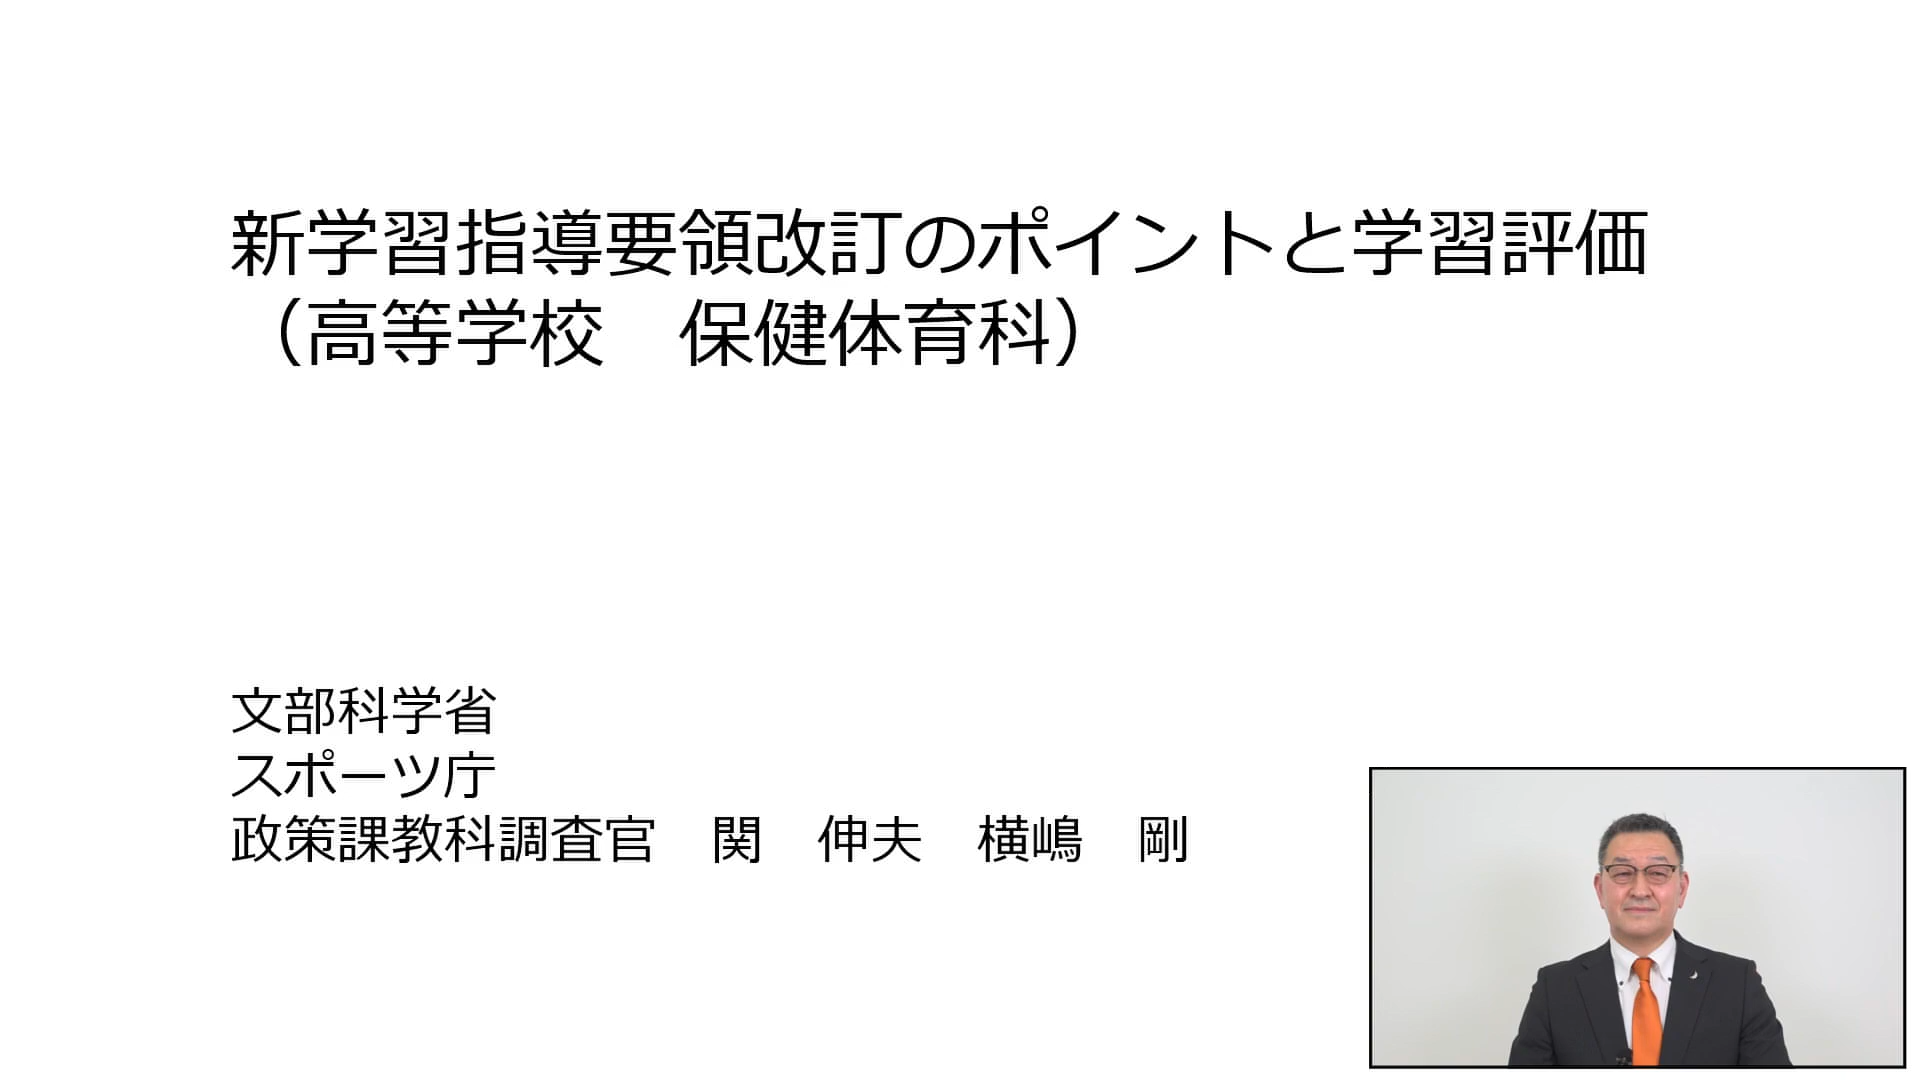 新学習指導要領改訂のポイントと学習評価
（高等学校　保健体育科）
文部科学省
スポーツ庁
政策課教科調査官　関　伸夫　横嶋　剛